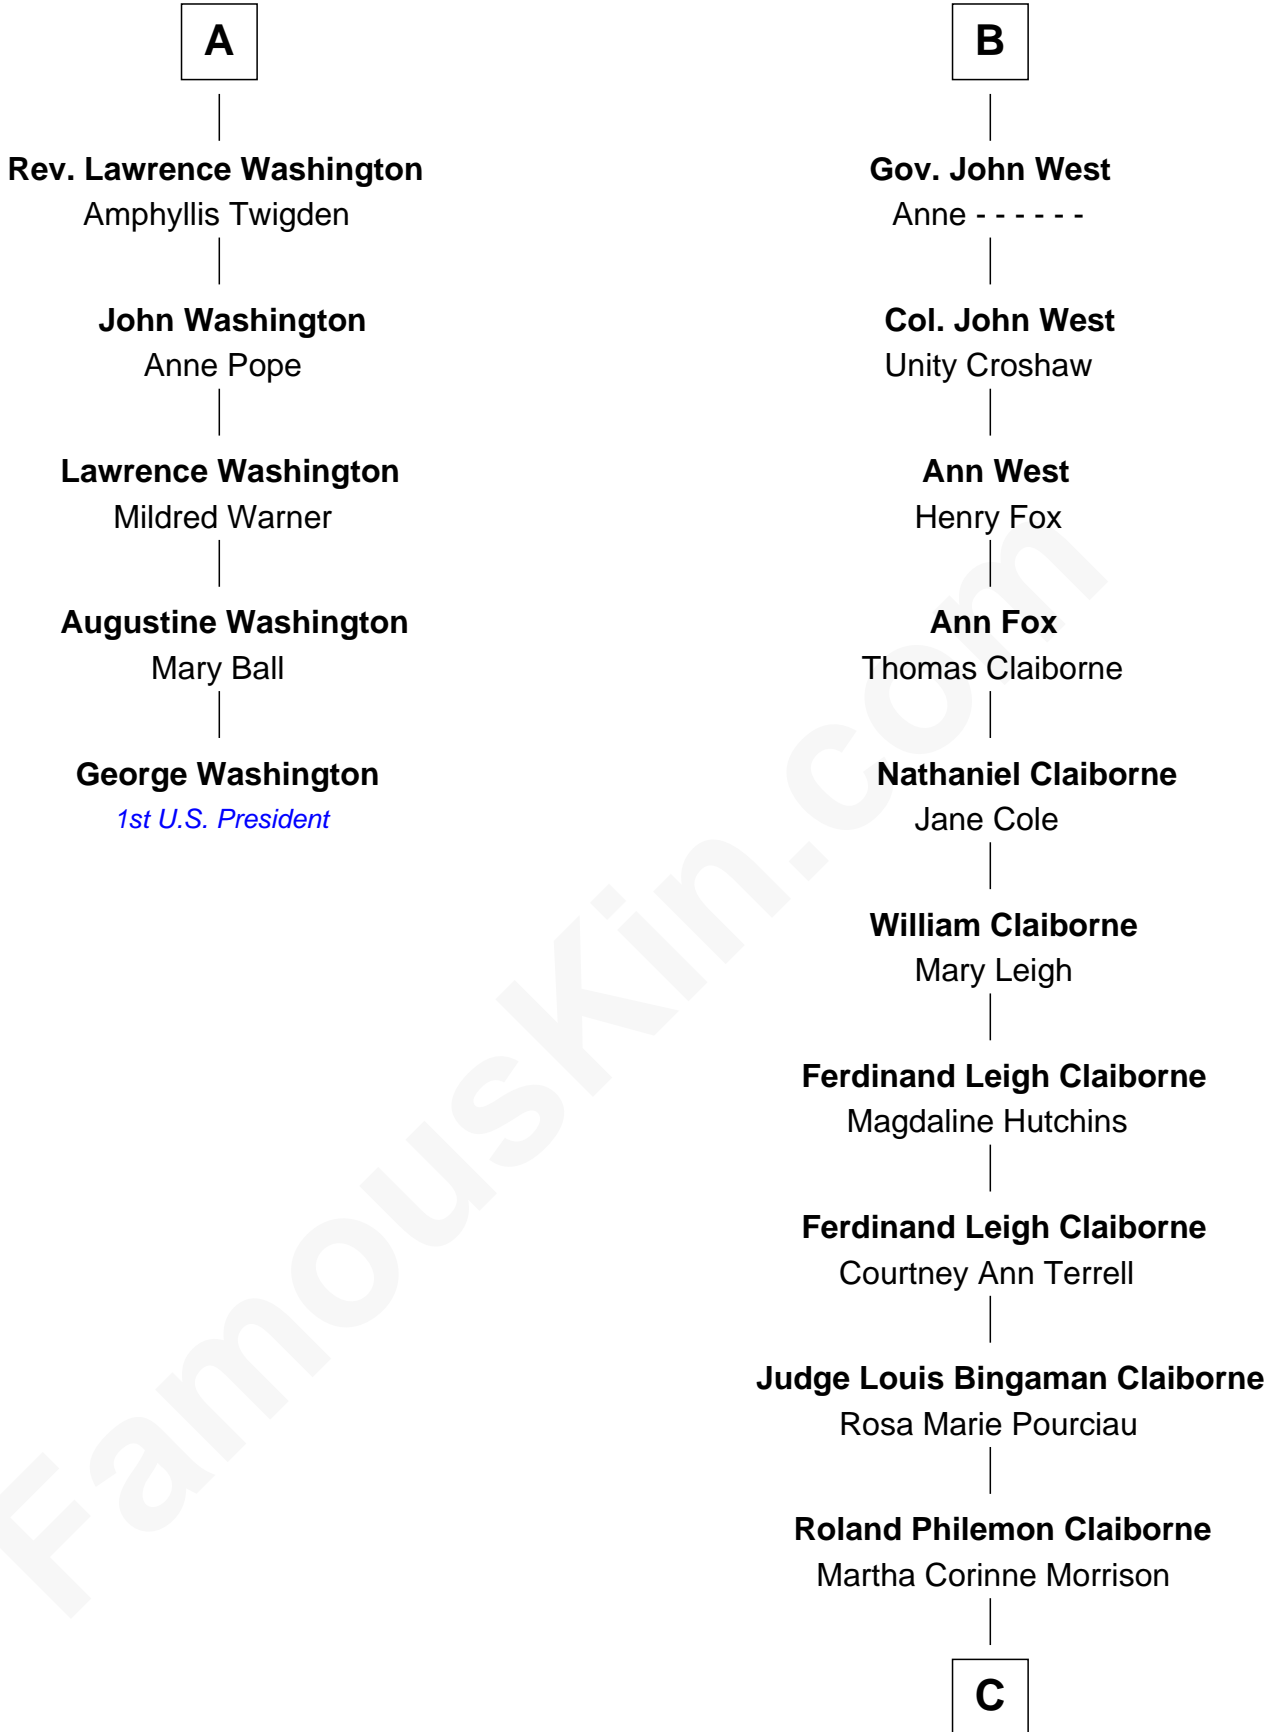 A
Rev. Lawrence Washington
Amphyllis Twigden
John Washington
Anne Pope
Lawrence Washington
Mildred Warner
Augustine Washington
Mary Ball
George Washington
1st U.S. President
B
Gov. John West
Anne - - - - - -
Col. John West
Unity Croshaw
Ann West
Henry Fox
Ann Fox
Thomas Claiborne
Nathaniel Claiborne
Jane Cole
William Claiborne
Mary Leigh
Ferdinand Leigh Claiborne
Magdaline Hutchins
Ferdinand Leigh Claiborne
Courtney Ann Terrell
Judge Louis Bingaman Claiborne
Rosa Marie Pourciau
Roland Philemon Claiborne
Martha Corinne Morrison
C
FamousKin.com